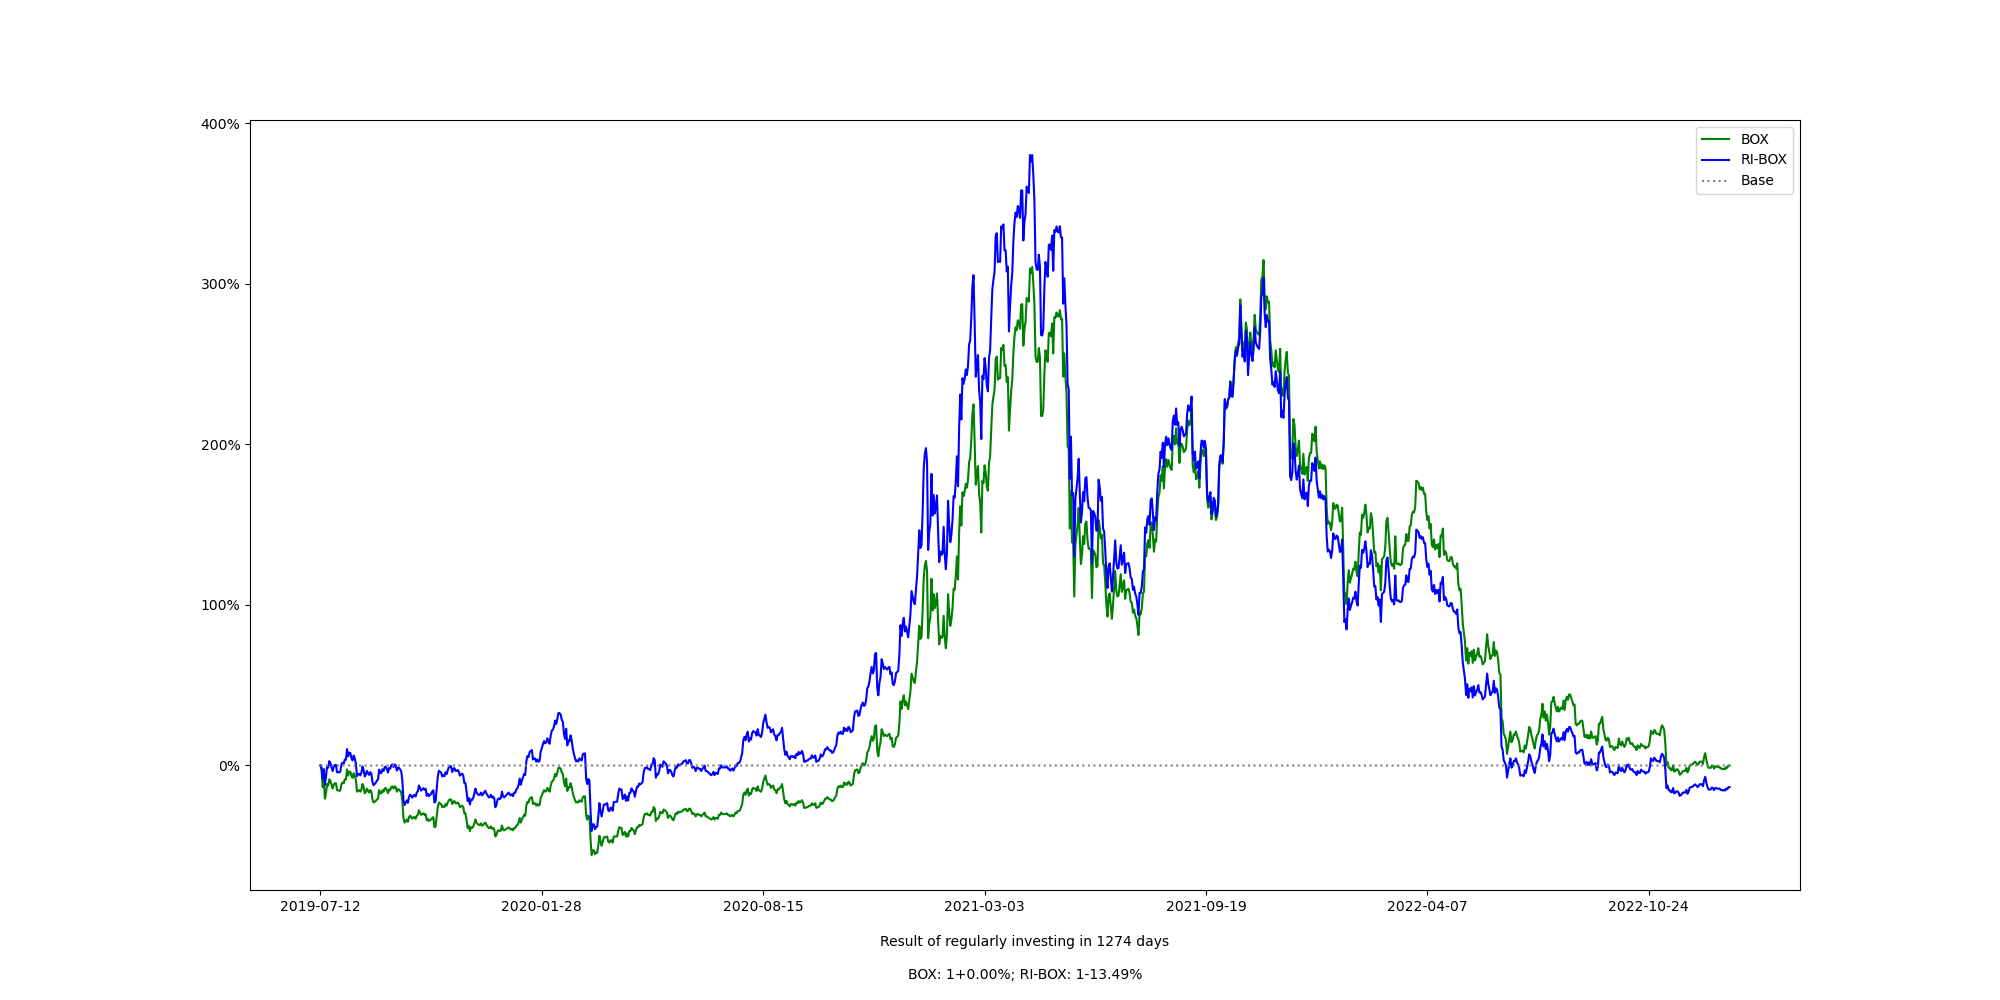 400%
300%
200%
100%
0%
BOX
RI-BOX
Base
2019-07-12
2020-01-28
2020-08-15
2021-03-03
2021-09-19
2022-04-07
2022-10-24
Result of regularly investing in 1274 days
BOX: 1+0.00%; RI-BOX: 1-13.49%